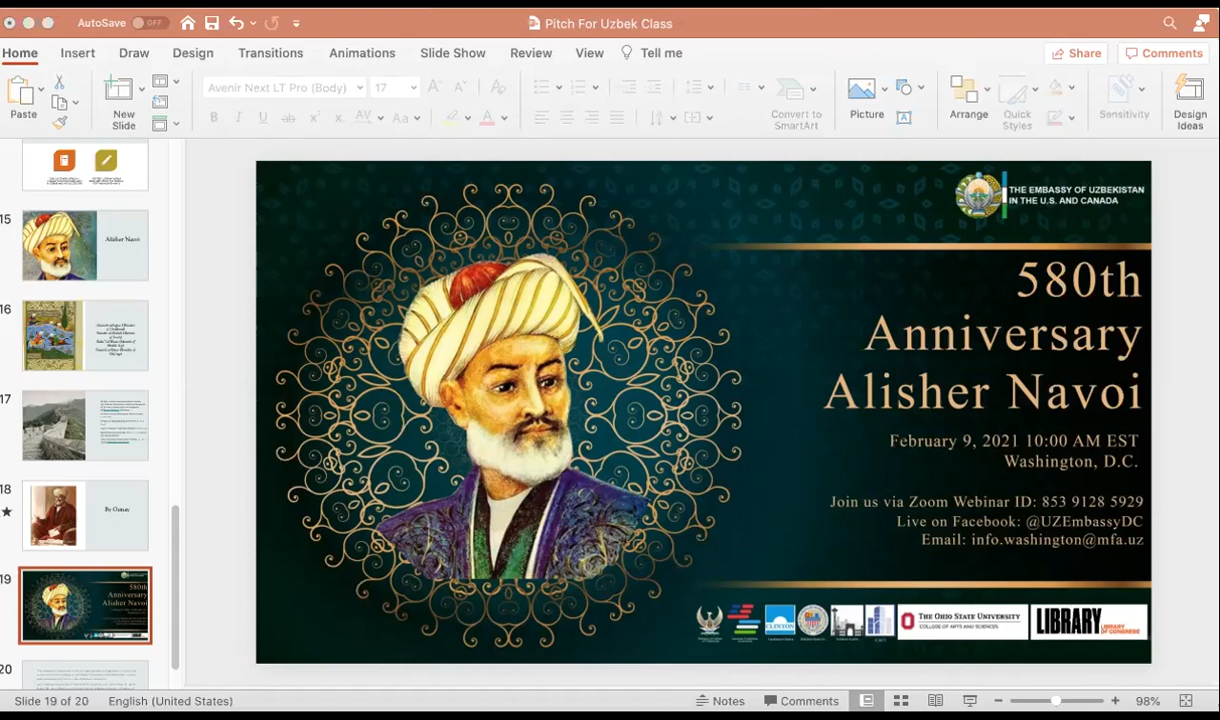 AutoSave OFF
Pitch For Uzbek Class
Home Insert Draw Design Transitions Animations Slide Show Review View Tell me
Share Comments
Paste
New Slide
Avenir Next LT Pro (Body) 17
Convert to SmartArt
Picture
Arrange
Quick Styles
Sensitivity
Design Ideas
15
Alisher Navoi
16
17
18
By Osmay
19
20
THE EMBASSY OF UZBEKISTAN
IN THE U.S. AND CANADA
580th
Anniversary
Alisher Navoi
February 9, 2021 10:00 AM EST
Washington, D.C.
Join us via Zoom Webinar ID: 853 9128 5929
Live on Facebook: @UZEmbassyDC
Email: info.washington@mfa.uz
CLINTON
THE OHIO STATE UNIVERSITY
COLLEGE OF ARTS AND SCIENCES
LIBRARY
LIBRARY OF CONGRESS
Slide 19 of 20 English (United States)
Notes Comments 98%